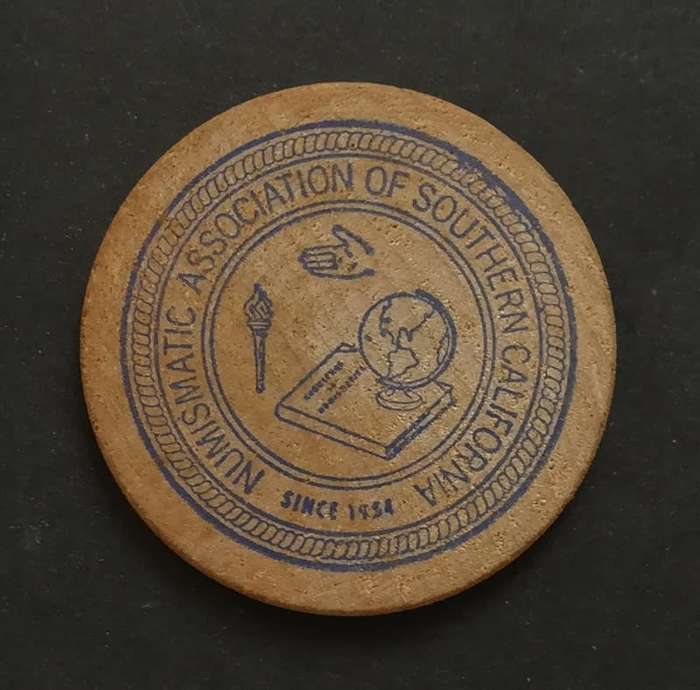 NUMISMATIC ASSOCIATION OF SOUTHERN CALIFORNIA
SINCE 1954